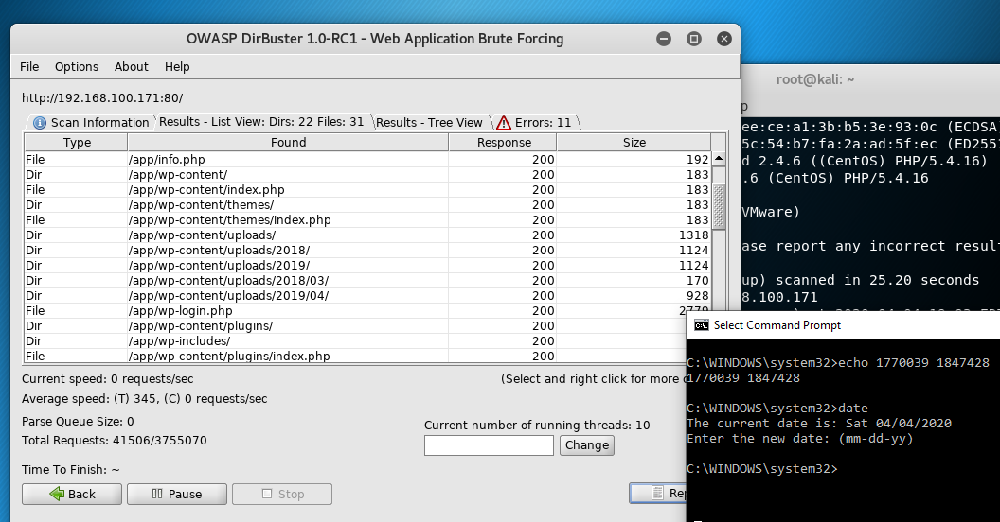 OWASP DirBuster 1.0-RC1 - Web Application Brute Forcing
File Options About Help
http://192.168.100.171:80/
Scan Information Results - List View: Dirs: 22 Files: 31 Results - Tree View Errors: 11
Type Found Response Size
File /app/info.php 200 192
Dir /app/wp-content/ 200 183
File /app/wp-content/index.php 200 183
Dir /app/wp-content/themes/ 200 183
File /app/wp-content/themes/index.php 200 183
Dir /app/wp-content/uploads/ 200 1318
Dir /app/wp-content/uploads/2018/ 200 1124
Dir /app/wp-content/uploads/2019/ 200 1124
Dir /app/wp-content/uploads/2018/03/ 200 170
Dir /app/wp-content/uploads/2019/04/ 200 928
File /app/wp-login.php 200 2779
Dir /app/wp-content/plugins/ 200
Dir /app/wp-includes/ 200
File /app/wp-content/plugins/index.php 200
Current speed: 0 requests/sec (Select and right click for more
Average speed: (T) 345, (C) 0 requests/sec
Parse Queue Size: 0
Total Requests: 41506/3755070
Current number of running threads: 10
Change
Time To Finish: ~
Back Pause Stop Rep
root@kali: ~
p
ee:ce:a1:3b:b5:3e:93:0c (ECDSA
5c:54:b7:fa:2a:ad:5f:ec (ED2551
d 2.4.6 ((CentOS) PHP/5.4.16)
.6 (CentOS) PHP/5.4.16
VMware)
ase report any incorrect result
up) scanned in 25.20 seconds
8.100.171
Select Command Prompt
C:\WINDOWS\system32>echo 1770039 1847428
1770039 1847428
C:\WINDOWS\system32>date
The current date is: Sat 04/04/2020
Enter the new date: (mm-dd-yy)
C:\WINDOWS\system32>